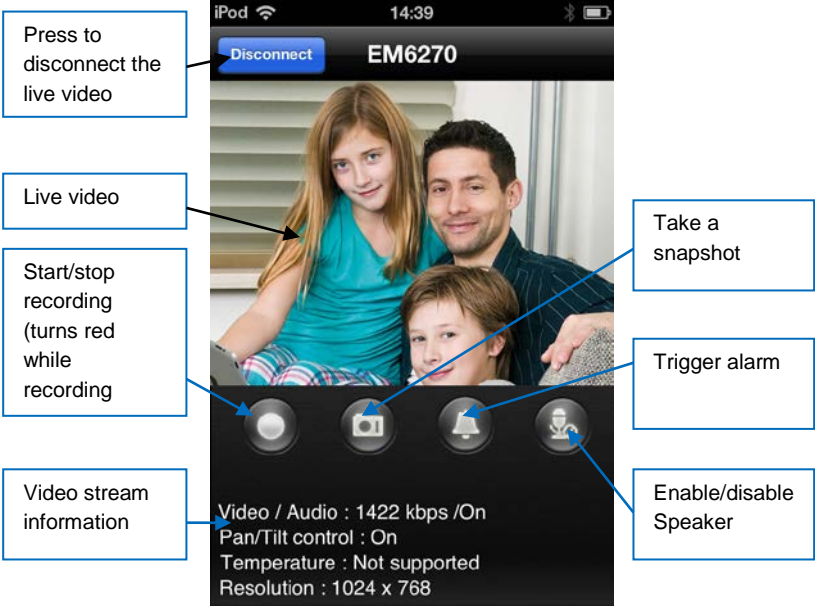 Press to
disconnect the
live video
iPod
14:39
Disconnect
EM6270
Live video
Take a
snapshot
Start/stop
recording
(turns red
while
recording
Trigger alarm
Video stream
information
Video / Audio : 1422 kbps /On
Pan/Tilt control : On
Temperature : Not supported
Resolution : 1024 x 768
Enable/disable
Speaker